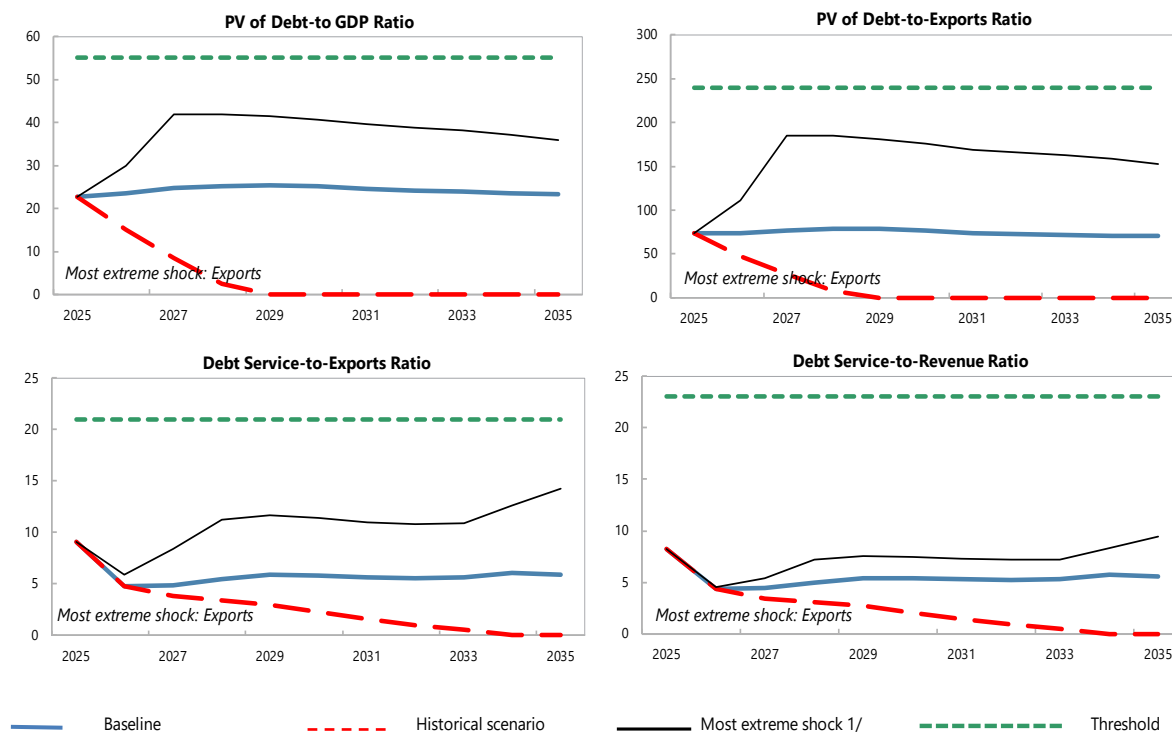 PV of Debt-to GDP Ratio
60
50
40
30
20
10
0
Most extreme shock: Exports
2025 2027 2029 2031 2033 2035
PV of Debt-to-Exports Ratio
300
250
200
150
100
50
0
Most extreme shock: Exports
2025 2027 2029 2031 2033 2035
Debt Service-to-Exports Ratio
25
20
15
10
5
0
Most extreme shock: Exports
2025 2027 2029 2031 2033 2035
Debt Service-to-Revenue Ratio
25
20
15
10
5
0
Most extreme shock: Exports
2025 2027 2029 2031 2033 2035
Baseline Historical scenario Most extreme shock 1/ Threshold